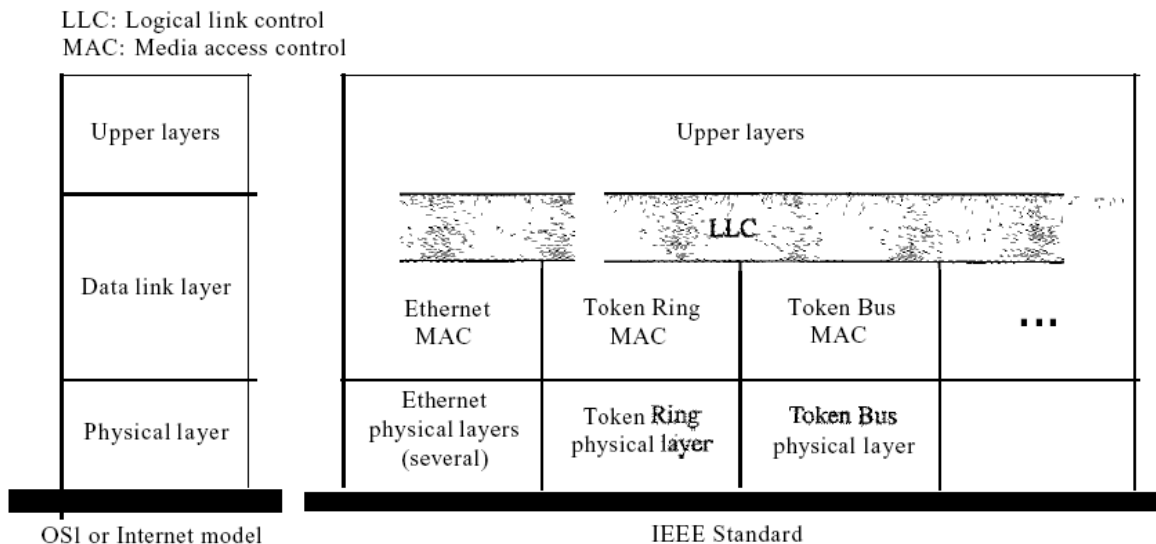 LLC: Logical link control
MAC: Media access control
Upper layers
Data link layer
Physical layer
OS1 or Internet model
Upper layers
LLC
Ethernet
MAC
Token Ring
MAC
Token Bus
MAC
...
Ethernet
physical layers
(several)
Token Ring
physical layer
Token Bus
physical layer
IEEE Standard